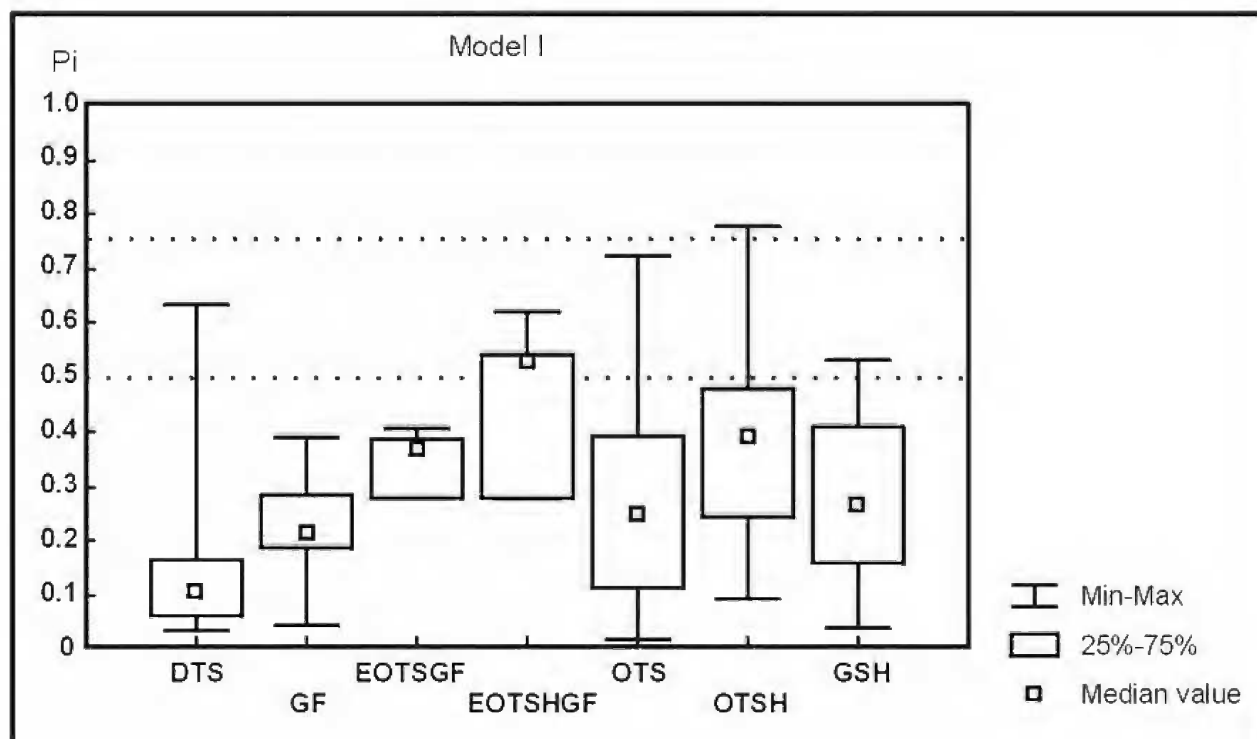 Model I
Pi
1.0
0.9
0.8
0.7
0.6
0.5
0.4
0.3
0.2
0.1
0
DTS
GF
EOTSGF
EOTSHGF
OTS
OTSH
GSH
Min-Max
25%-75%
Median value